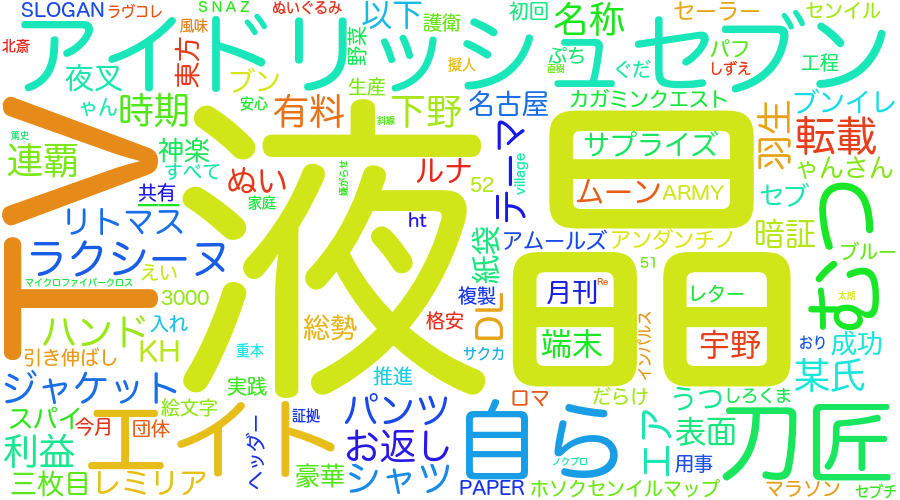 SLOGAN
ラヴコレ
SNAZ
ぬいぐるみ
以下
護衛
初回
名称
セーラー
センイル
北斎
アイドリッシュセブン
風味
東方
野菜
夜叉
ブン
擬人
ぷち
直樹
ぐだ
パフ
しずえ
工程
ゃん
時期
安心
有料
生産
下野
斜線
名古屋
カガミンクエスト
ブンイレ
TV
液晶
篤史
連覇
神楽
すべて
ぬい
嫌がらせ
ルナ
52
テーマ
village
サプライズ
ムーン
ARMY
羽生
転載
ゃんさん
セブ
共有
家庭
ht
リトマス
ラクシーヌ
えい
マイクロファイバークロス
3000
紙袋
アムールズ
アンダンチノ
暗証
むつ
ブルー
51
DL
複製
月刊
Re
レター
太朗
ハンド
KH
入れ
総勢
格安
サクカ
端末
インパルス
宇野
おり
成功
引き伸ばし
重本
推進
某氏
ジャケット
実践
絵文字
ヘッダー
証拠
パンツ
ロマ
だらけ
うつ
しろくま
スパイ
今月
団体
エイト
お返し
自ら
ノクプロ
エア
表面
刀匠
利益
豪華
シャツ
用事
三枚目
レミリア
PAPER
ホソクセンイルマップ
マラソン
セブチ